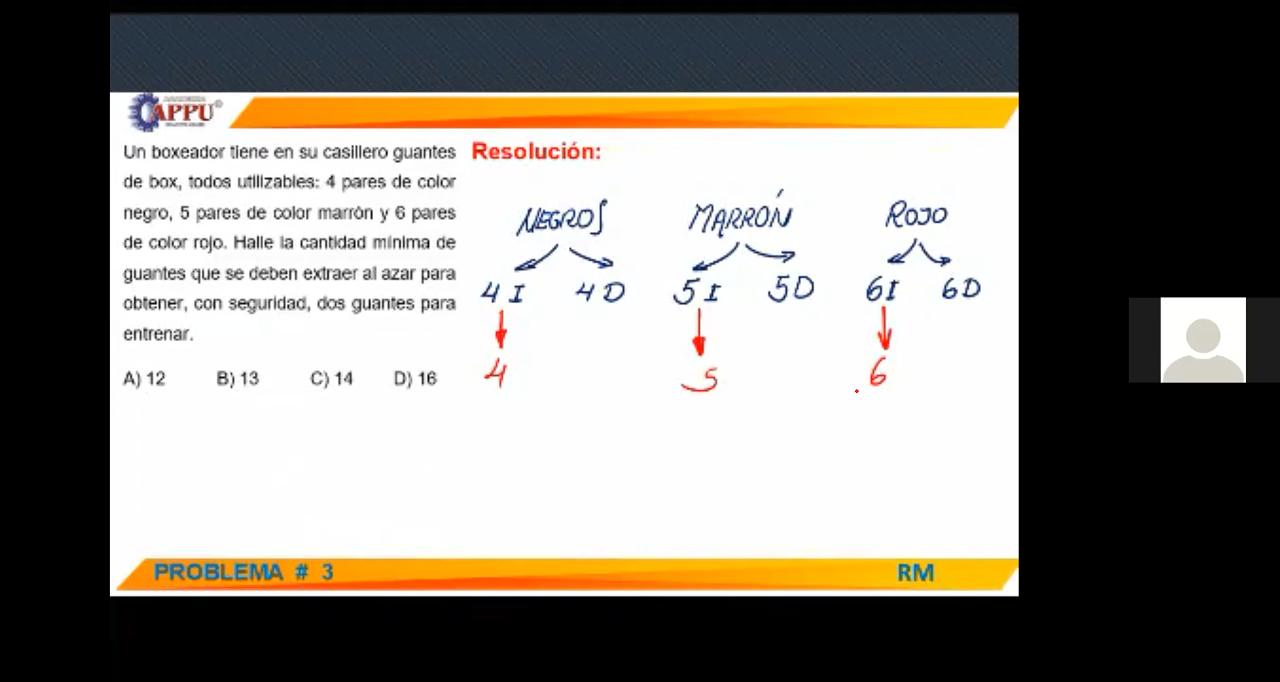 APPU
Un boxeador tiene en su casillero guantes
de box, todos utilizables: 4 pares de color
negro, 5 pares de color marrón y 6 pares
de color rojo. Halle la cantidad mínima de
guantes que se deben extraer al azar para
obtener, con seguridad, dos guantes para
entrenar.
A) 12 B) 13 C) 14 D) 16
Resolución:
NEGROS MARRÓN ROJO
4 I 4 D 5 I 5 D 6 I 6 D
4 5 6
PROBLEMA # 3 RM